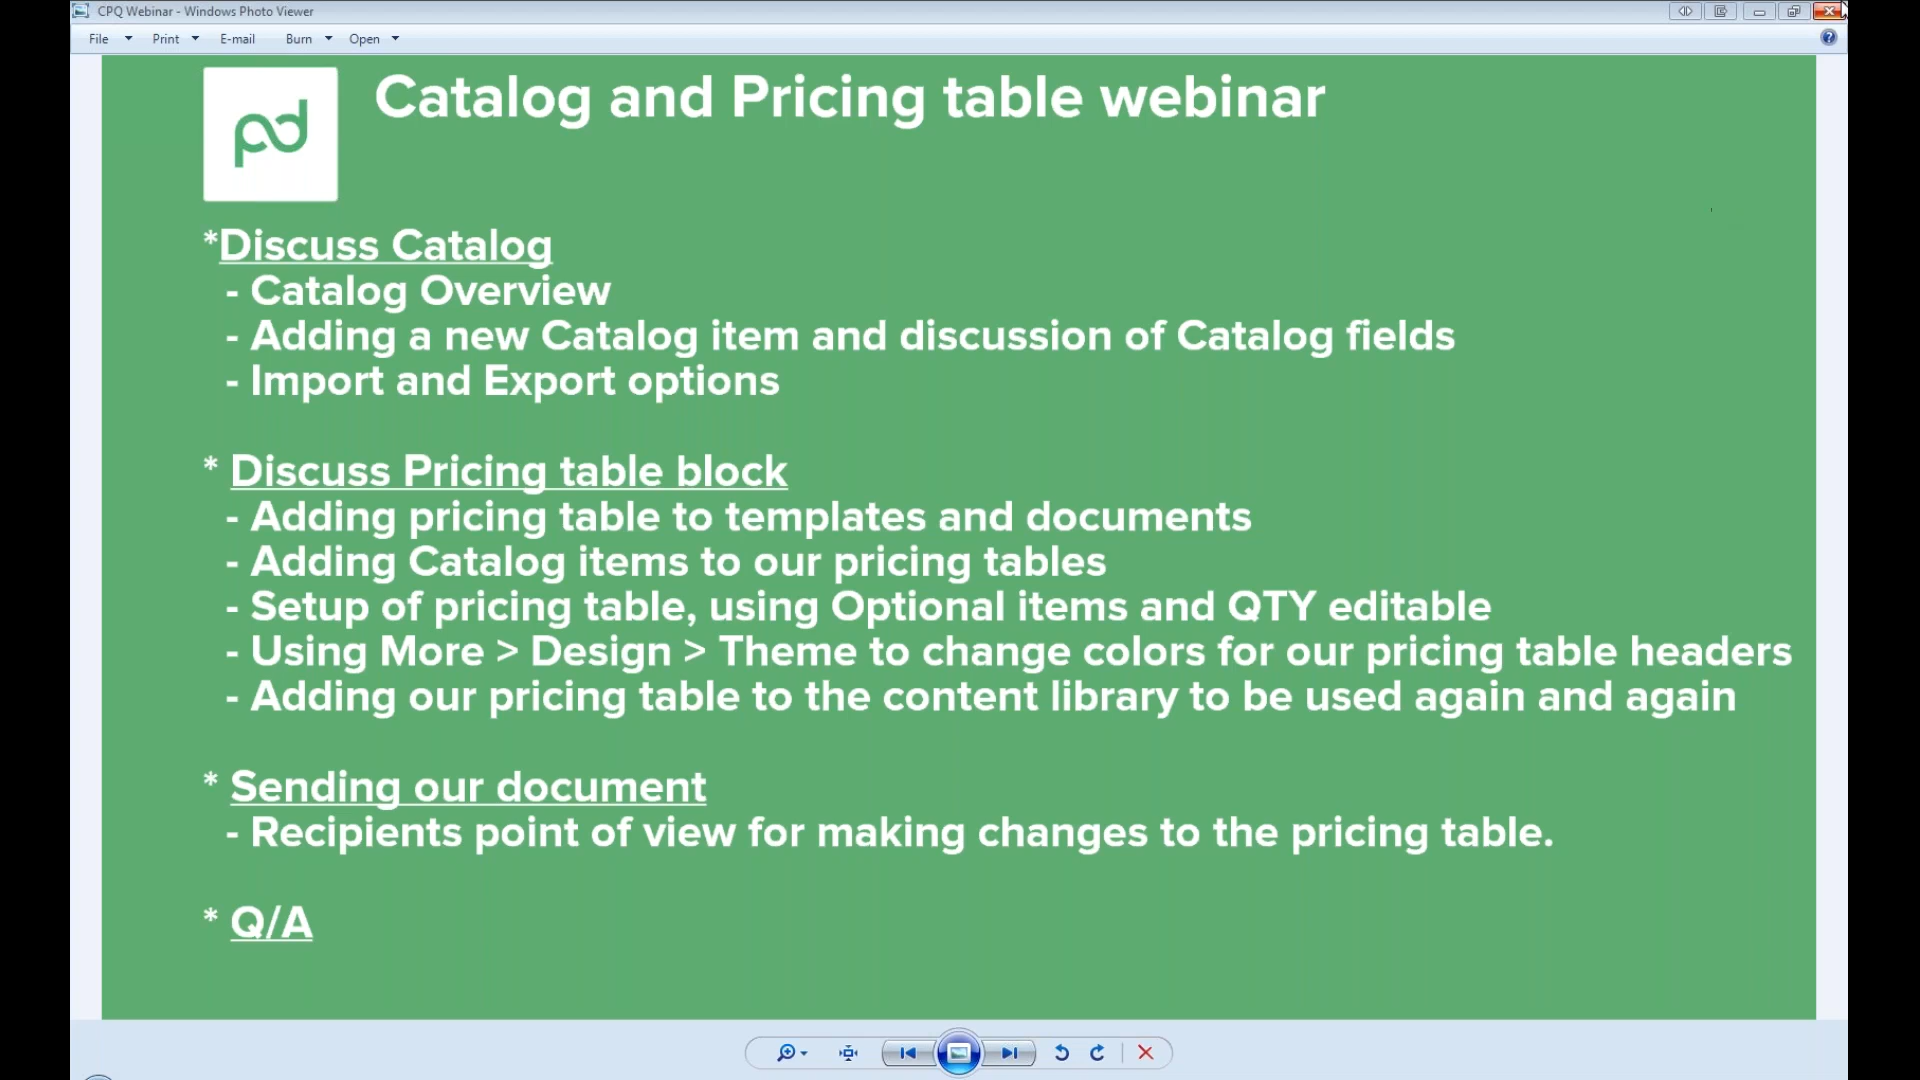 CPQ Webinar - Windows Photo Viewer
File Print E-mail Burn Open
pd
Catalog and Pricing table webinar
*Discuss Catalog
- Catalog Overview
- Adding a new Catalog item and discussion of Catalog fields
- Import and Export options
* Discuss Pricing table block
- Adding pricing table to templates and documents
- Adding Catalog items to our pricing tables
- Setup of pricing table, using Optional items and QTY editable
- Using More > Design > Theme to change colors for our pricing table headers
- Adding our pricing table to the content library to be used again and again
* Sending our document
- Recipients point of view for making changes to the pricing table.
* Q/A